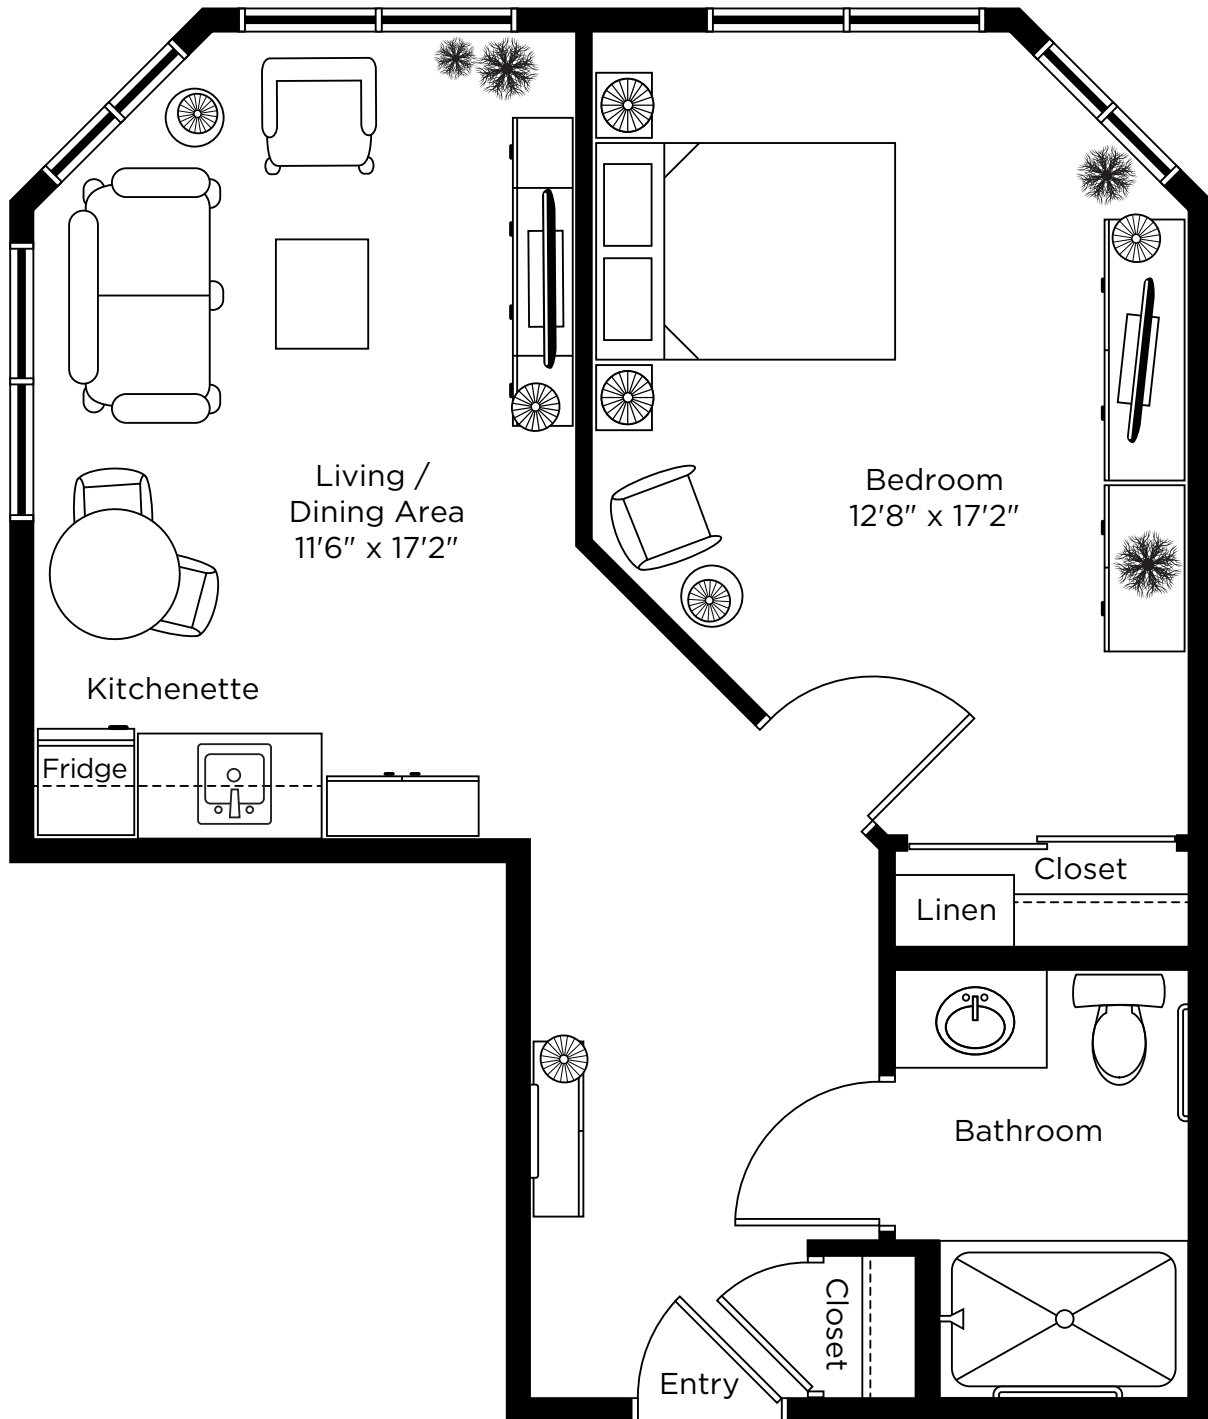 Living /
Dining Area
11'6" x 17'2"
Bedroom
12'8" x 17'2"
Kitchenette
Fridge
Closet
Linen
Bathroom
Closet
Entry